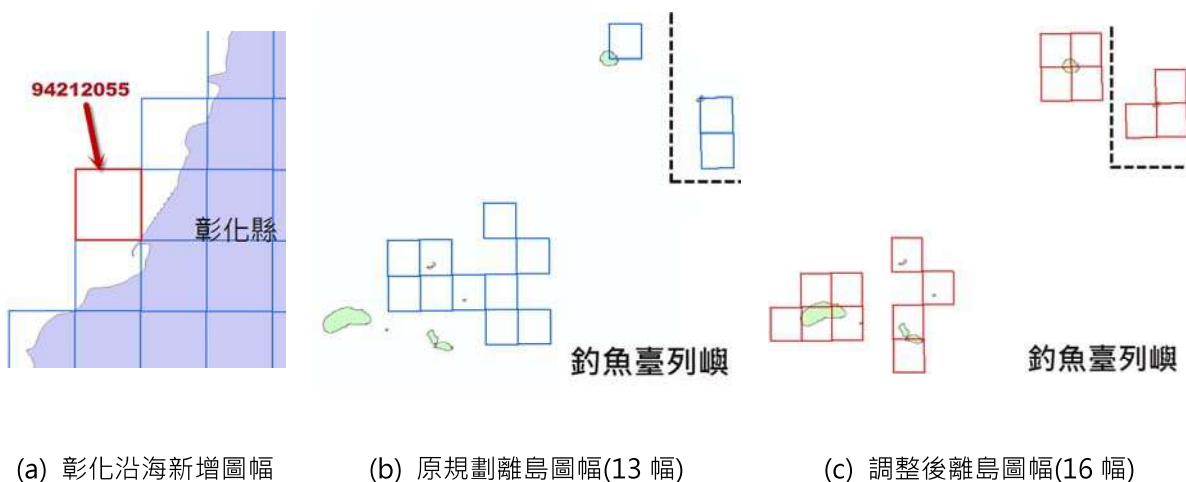 94212055
彰化縣
釣魚臺列嶼
釣魚臺列嶼
(a) 彰化沿海新增圖幅
(b) 原規劃離島圖幅(13 幅)
(c) 調整後離島圖幅(16 幅)